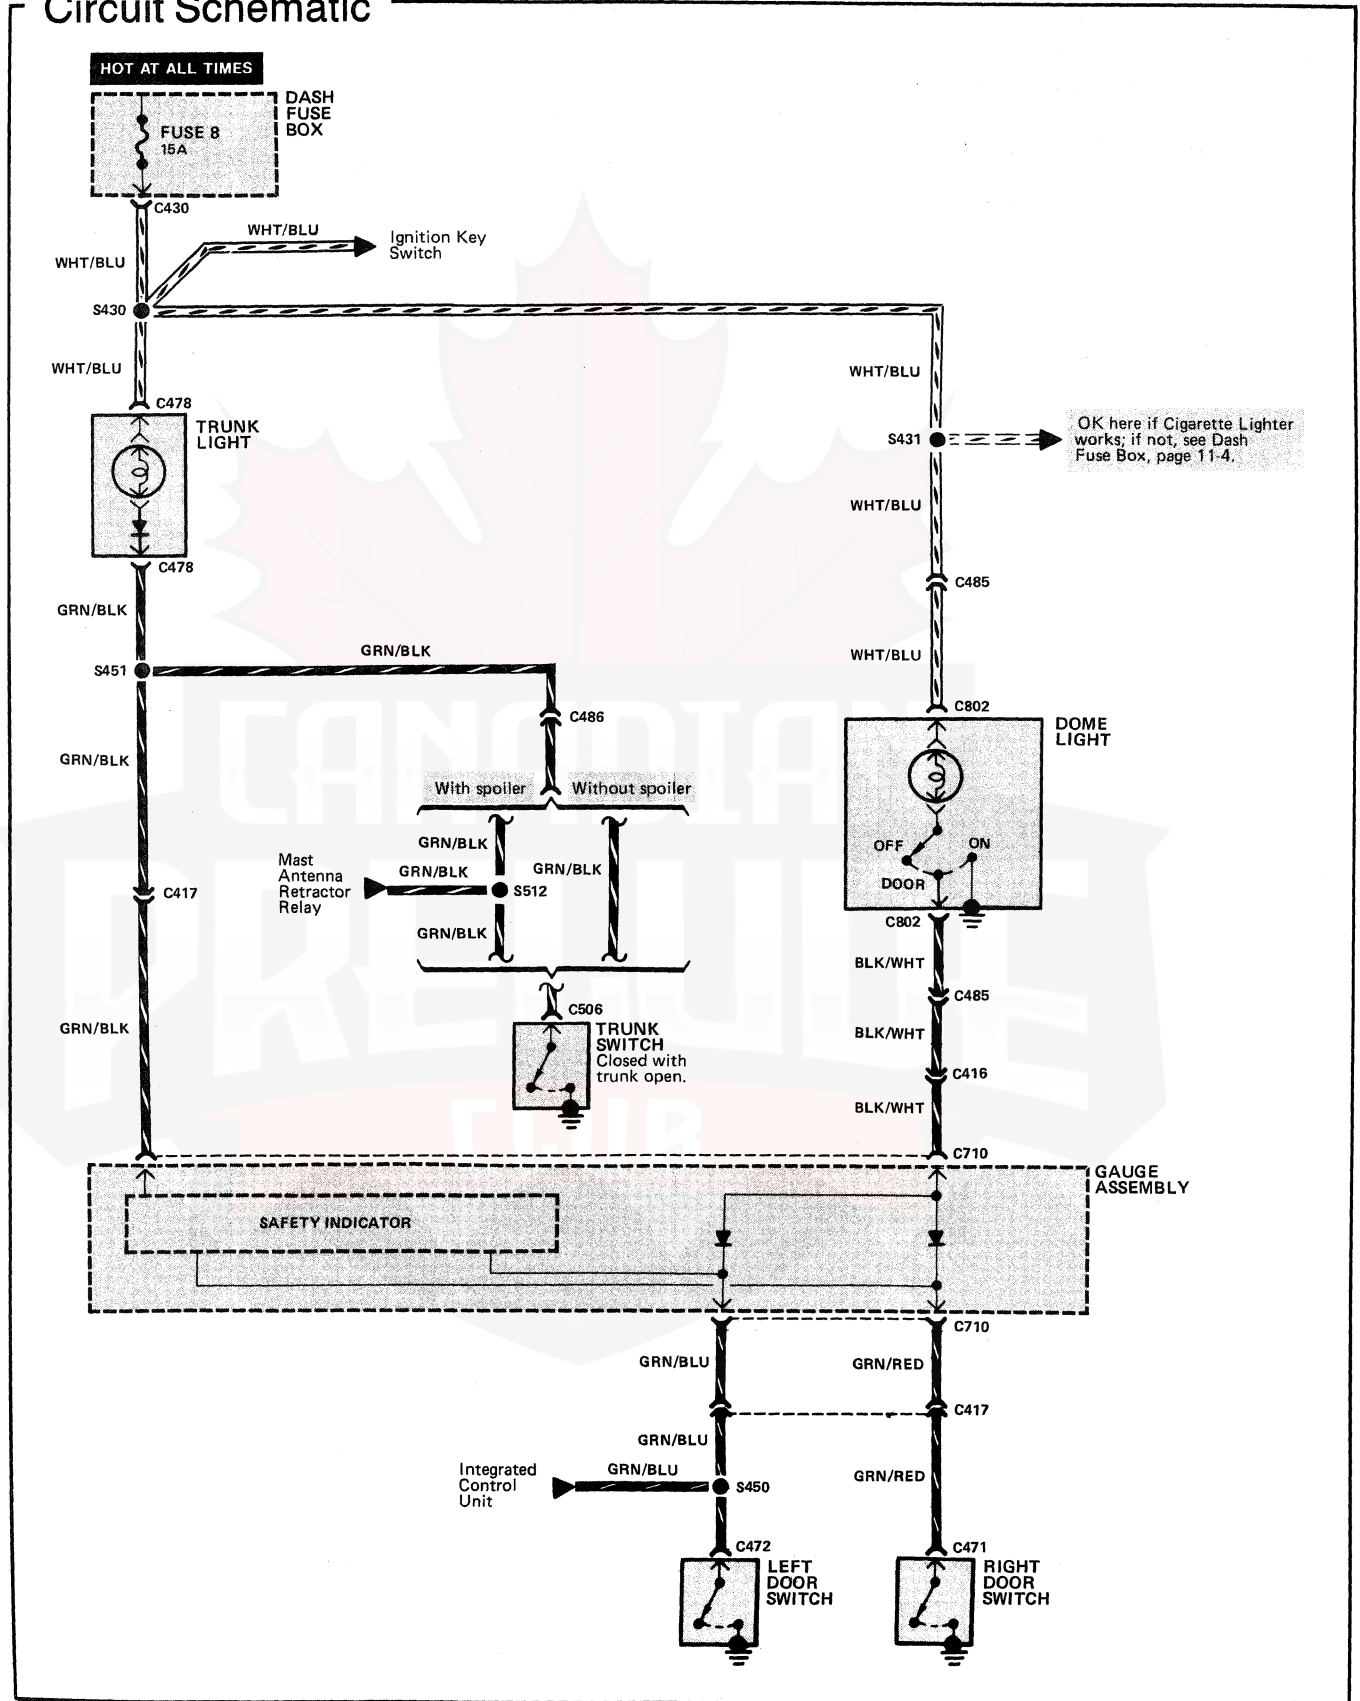 Circuit Schematic
HOT AT ALL TIMES
DASH
FUSE
BOX
FUSE 8
15A
C430
WHT/BLU
Ignition Key
Switch
WHT/BLU
S430
WHT/BLU
WHT/BLU
C478
TRUNK
LIGHT
S431
OK here if Cigarette Lighter
works; if not, see Dash
Fuse Box, page 11-4.
WHT/BLU
C478
C485
GRN/BLK
GRN/BLK
WHT/BLU
S451
C486
C802
DOME
LIGHT
GRN/BLK
With spoiler
Without spoiler
GRN/BLK
OFF
ON
Mast
Antenna
Retractor
Relay
GRN/BLK
GRN/BLK
DOOR
C417
S512
C802
GRN/BLK
BLK/WHT
C485
C506
GRN/BLK
TRUNK
SWITCH
Closed with
trunk open.
BLK/WHT
C416
BLK/WHT
C710
GAUGE
ASSEMBLY
SAFETY INDICATOR
C710
GRN/BLU
GRN/RED
C417
GRN/BLU
Integrated
Control
Unit
GRN/BLU
S450
GRN/RED
C472
LEFT
DOOR
SWITCH
C471
RIGHT
DOOR
SWITCH
CANADIAN
PRELUDE
CLUB